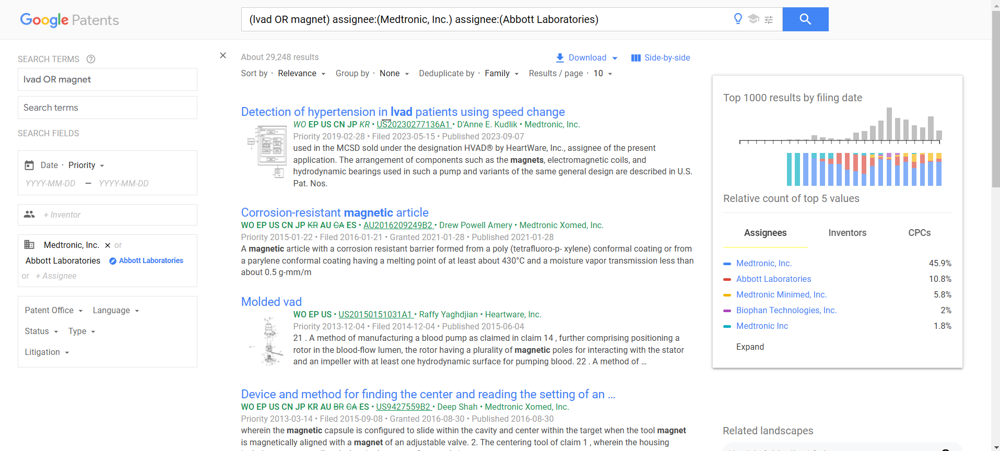 Google Patents
(lvad OR magnet) assignee:(Medtronic, Inc.) assignee:(Abbott Laboratories)
SEARCH TERMS
lvad OR magnet
Search terms
SEARCH FIELDS
Date · Priority
YYYY-MM-DD – YYYY-MM-DD
+ Inventor
Medtronic, Inc. × or
Abbott Laboratories Abbott Laboratories
or + Assignee
Patent Office Language
Status Type
Litigation
About 29,248 results
Download Side-by-side
Sort by · Relevance Group by · None Deduplicate by · Family Results / page · 10
Detection of hypertension in lvad patients using speed change
WO EP US CN JP KR • US20230277136A1 • D'Anne E. Kudlik • Medtronic, Inc.
Priority 2019-02-28 • Filed 2023-05-15 • Published 2023-09-07
used in the MCSD sold under the designation HVAD® by HeartWare, Inc., assignee of the present
application. The arrangement of components such as the magnets, electromagnetic coils, and
hydrodynamic bearings used in such a pump and variants of the same general design are described in U.S.
Pat. Nos.
Corrosion-resistant magnetic article
WO EP US CN JP KR AU CA ES • AU2016209249B2 • Drew Powell Amery • Medtronic Xomed, Inc.
Priority 2015-01-22 • Filed 2016-01-21 • Granted 2021-01-28 • Published 2021-01-28
A magnetic article with a corrosion resistant barrier formed from a poly (tetrafluoro-p- xylene) conformal coating or from
a parylene conformal coating having a melting point of at least about 430°C and a moisture vapor transmission less than
about 0.5 g-mm/m
Molded vad
WO EP US • US20150151031A1 • Raffy Yaghdjian • Heartware, Inc.
Priority 2013-12-04 • Filed 2014-12-04 • Published 2015-06-04
21 . A method of manufacturing a blood pump as claimed in claim 14 , further comprising positioning a
rotor in the blood-flow lumen, the rotor having a plurality of magnetic poles for interacting with the stator
and an impeller with at least one hydrodynamic surface for pumping blood. 22 . A method of …
Device and method for finding the center and reading the setting of an …
WO EP US CN JP KR AU BR CA ES • US9427559B2 • Deep Shah • Medtronic Xomed, Inc.
Priority 2013-03-14 • Filed 2015-09-08 • Granted 2016-08-30 • Published 2016-08-30
wherein the magnetic capsule is configured to slide within the cavity and center within the target when the tool magnet
is magnetically aligned with a magnet of an adjustable valve. 2. The centering tool of claim 1 , wherein the housing
Top 1000 results by filing date
Relative count of top 5 values
Assignees Inventors CPCs
Medtronic, Inc. 45.9%
Abbott Laboratories 10.8%
Medtronic Minimed, Inc. 5.8%
Biophan Technologies, Inc. 2%
Medtronic Inc 1.8%
Expand
Related landscapes